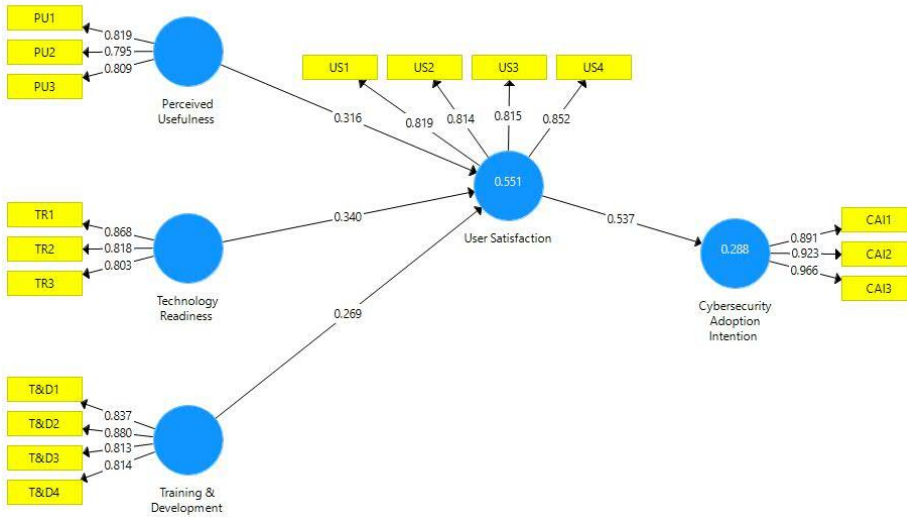 PU1
0.819
PU2
0.795
PU3
0.809
Perceived
Usefulness
0.316
US1
US2
US3
US4
0.819
0.814
0.815
0.852
0.551
User Satisfaction
TR1
0.868
TR2
0.818
TR3
0.803
Technology
Readiness
0.340
0.537
CAI1
0.891
CAI2
0.923
CAI3
0.966
0.288
Cybersecurity
Adoption
Intention
0.269
T&D1
0.837
T&D2
0.880
T&D3
0.813
T&D4
0.814
Training &
Development